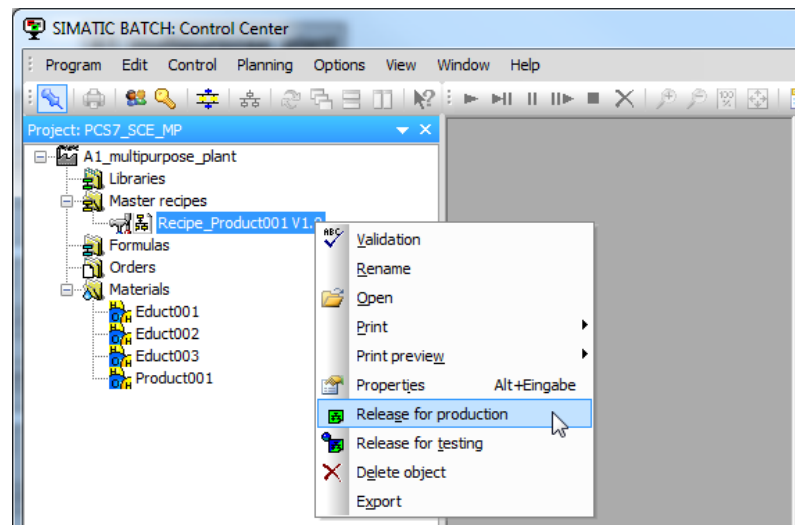 SIMATIC BATCH: Control Center
Program Edit Control Planning Options View Window Help
Project: PCS7_SCE_MP
A1_multipurpose_plant
Libraries
Master recipes
Recipe_Product001 V1.0
Formulas
Orders
Materials
Educt001
Educt002
Educt003
Product001
Validation
Rename
Open
Print
Print preview
Properties Alt+Eingabe
Release for production
Release for testing
Delete object
Export